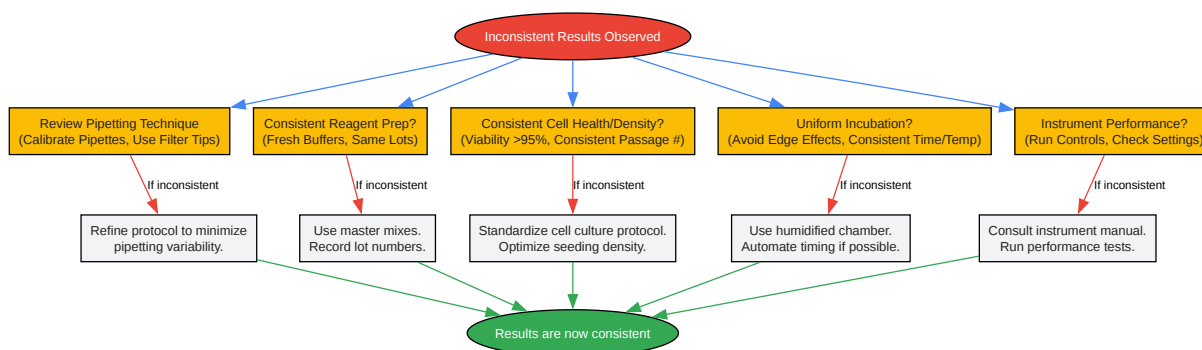 Inconsistent Results Observed
Review Pipetting Technique
(Calibrate Pipettes, Use Filter Tips)
Consistent Reagent Prep?
(Fresh Buffers, Same Lots)
Consistent Cell Health/Density?
(Viability >95%, Consistent Passage #)
Uniform Incubation?
(Avoid Edge Effects, Consistent Time/Temp)
Instrument Performance?
(Run Controls, Check Settings)
If inconsistent
If inconsistent
If inconsistent
If inconsistent
If inconsistent
Refine protocol to minimize
pipetting variability.
Use master mixes.
Record lot numbers.
Standardize cell culture protocol.
Optimize seeding density.
Use humidified chamber.
Automate timing if possible.
Consult instrument manual.
Run performance tests.
Results are now consistent